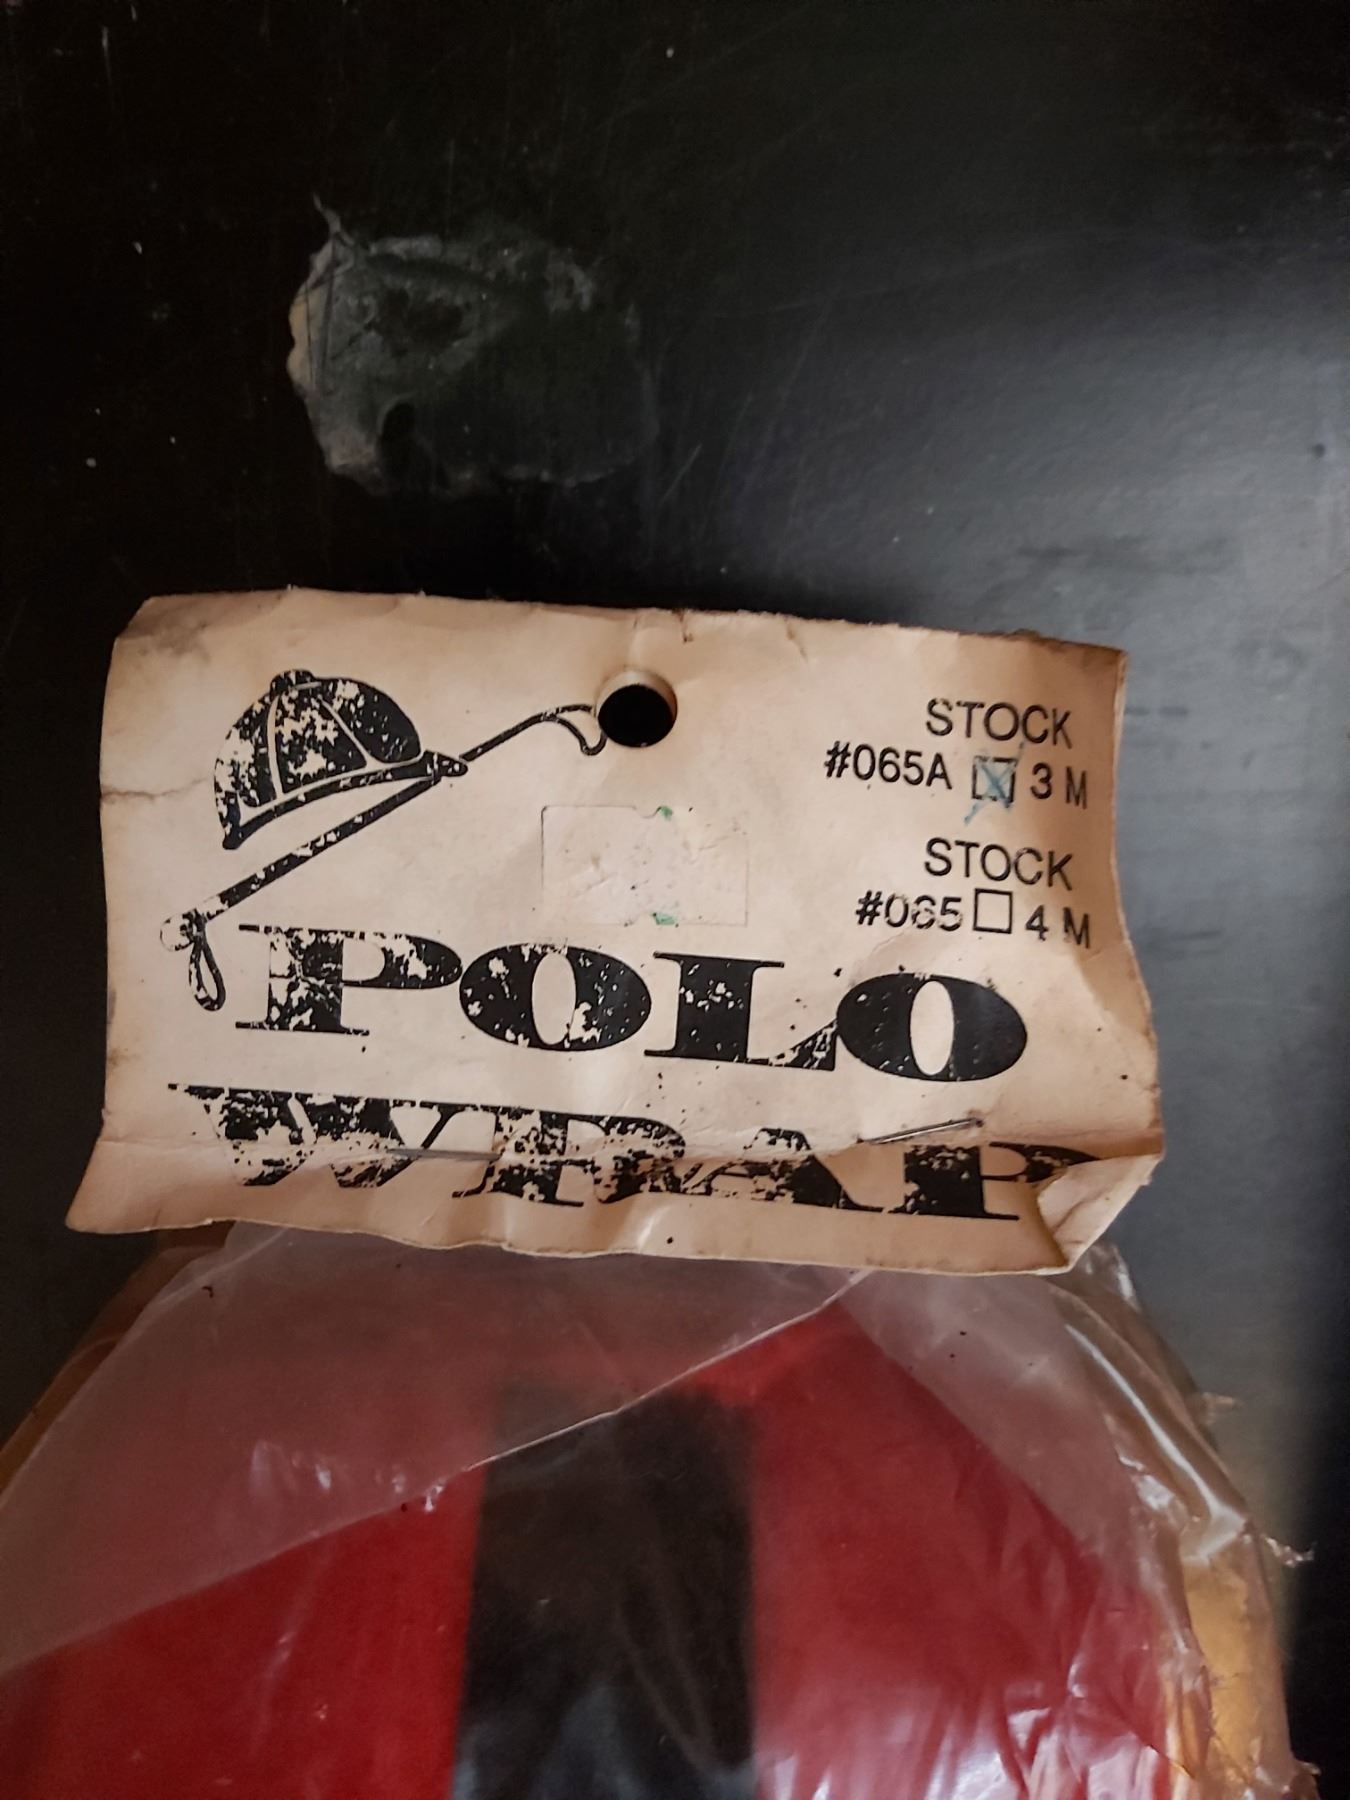 STOCK
#065A ☒ 3 M
STOCK
#065 ☐ 4 M
POLO
WRAP